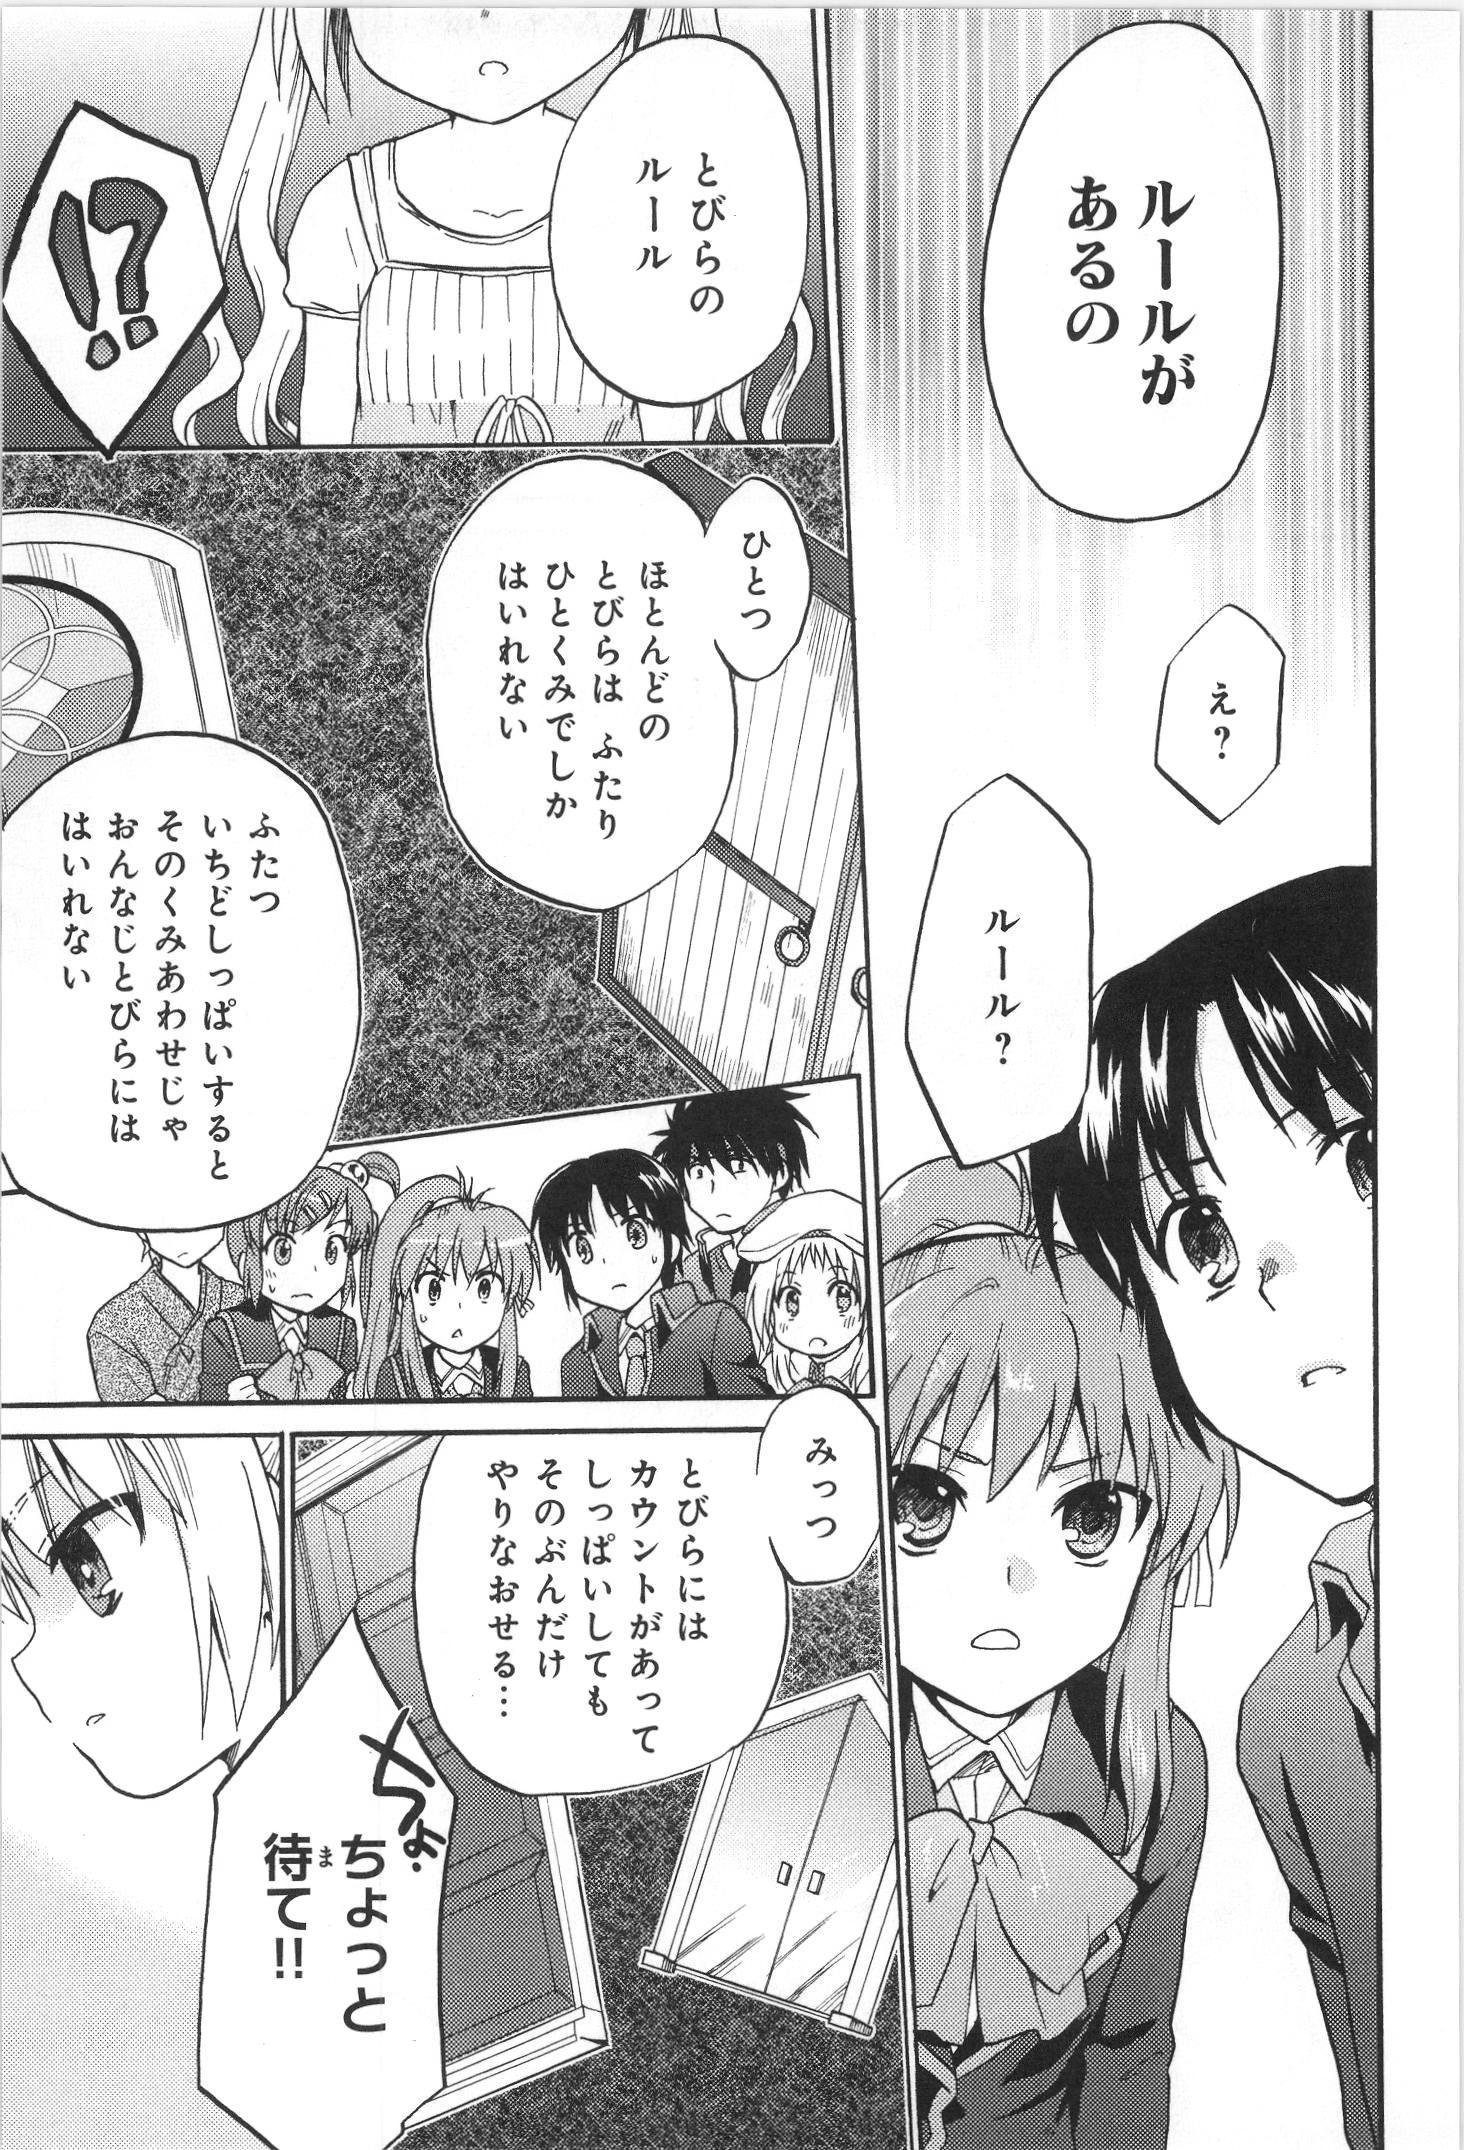 ルールが
あるの
え?
ルール?
とびらの
ルール
!?
ひとつ
ほとんどの
とびらは ふたり
ひとくみでしか
はいれない
ふたつ
いちどしっぱいすると
そのくみあわせじゃ
おんなじとびらには
はいれない
みっつ
とびらには
カウントがあって
しっぱいしても
そのぶんだけ
やりなおせる…
ちょ
ちょっと
待て!!
ま